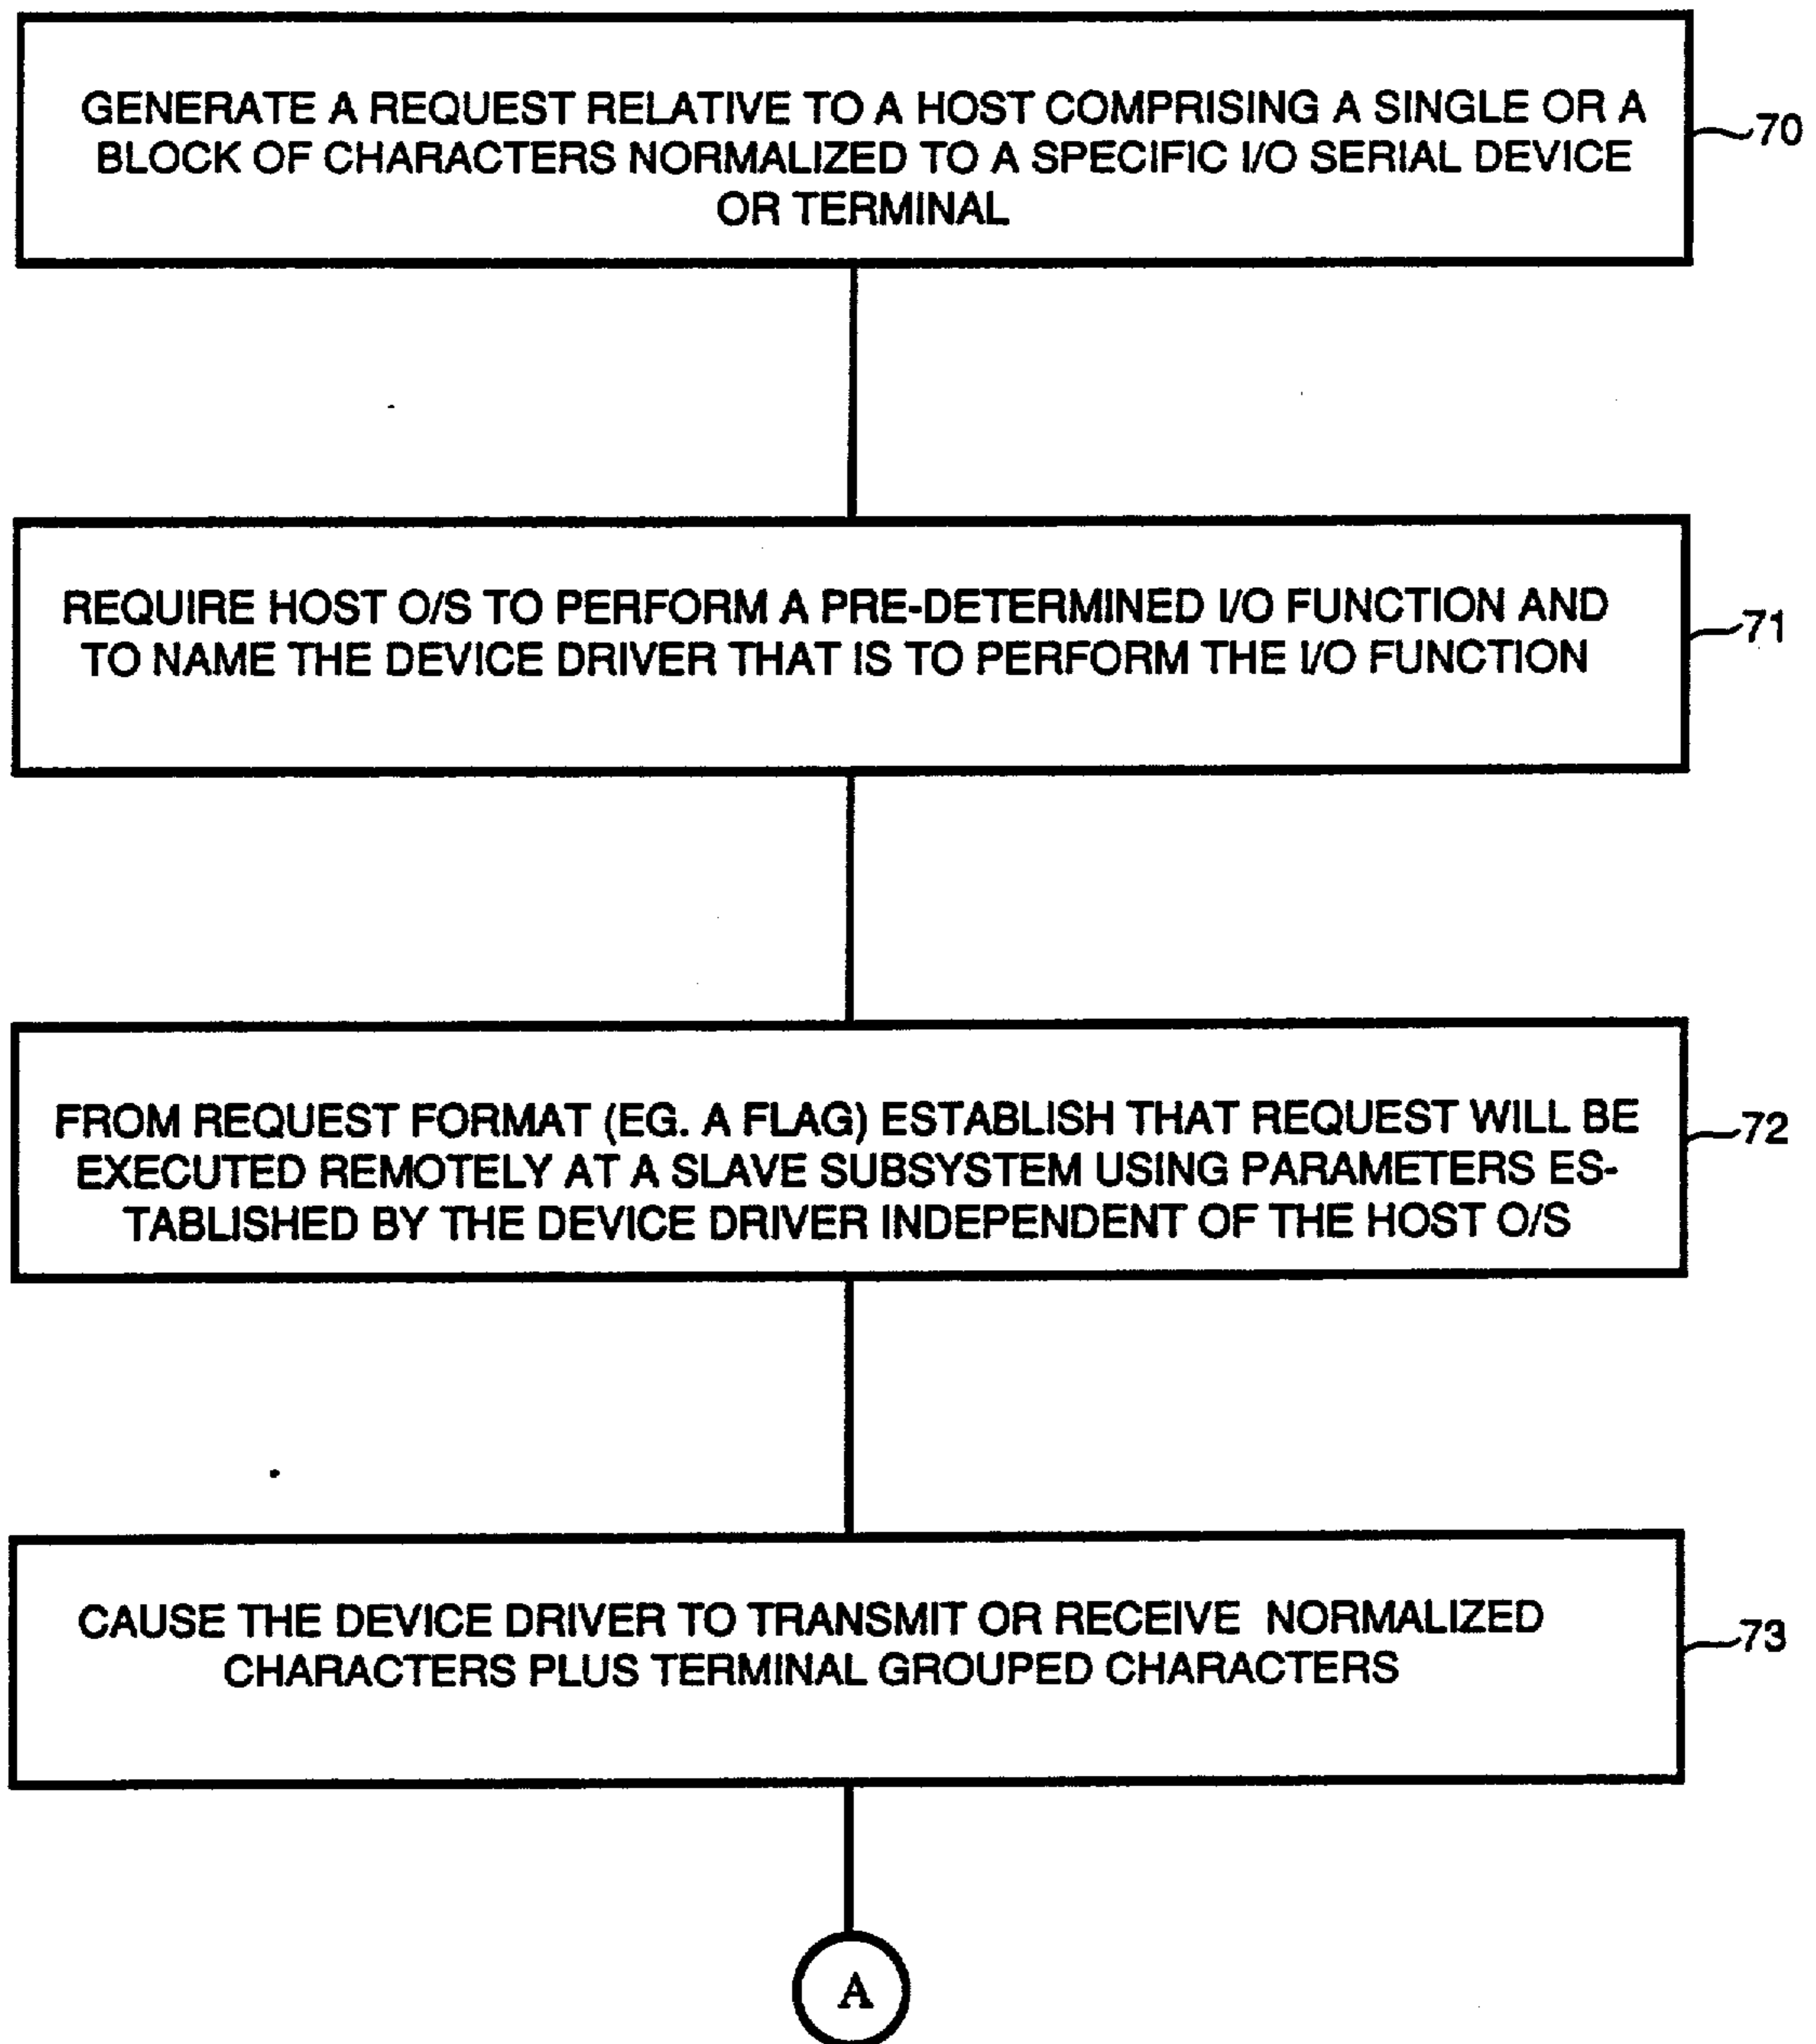 GENERATE A REQUEST RELATIVE TO A HOST COMPRISING A SINGLE OR A
BLOCK OF CHARACTERS NORMALIZED TO A SPECIFIC I/O SERIAL DEVICE
OR TERMINAL
70
REQUIRE HOST O/S TO PERFORM A PRE-DETERMINED I/O FUNCTION AND
TO NAME THE DEVICE DRIVER THAT IS TO PERFORM THE I/O FUNCTION
71
FROM REQUEST FORMAT (EG. A FLAG) ESTABLISH THAT REQUEST WILL BE
EXECUTED REMOTELY AT A SLAVE SUBSYSTEM USING PARAMETERS ES-
TABLISHED BY THE DEVICE DRIVER INDEPENDENT OF THE HOST O/S
72
CAUSE THE DEVICE DRIVER TO TRANSMIT OR RECEIVE NORMALIZED
CHARACTERS PLUS TERMINAL GROUPED CHARACTERS
73
A